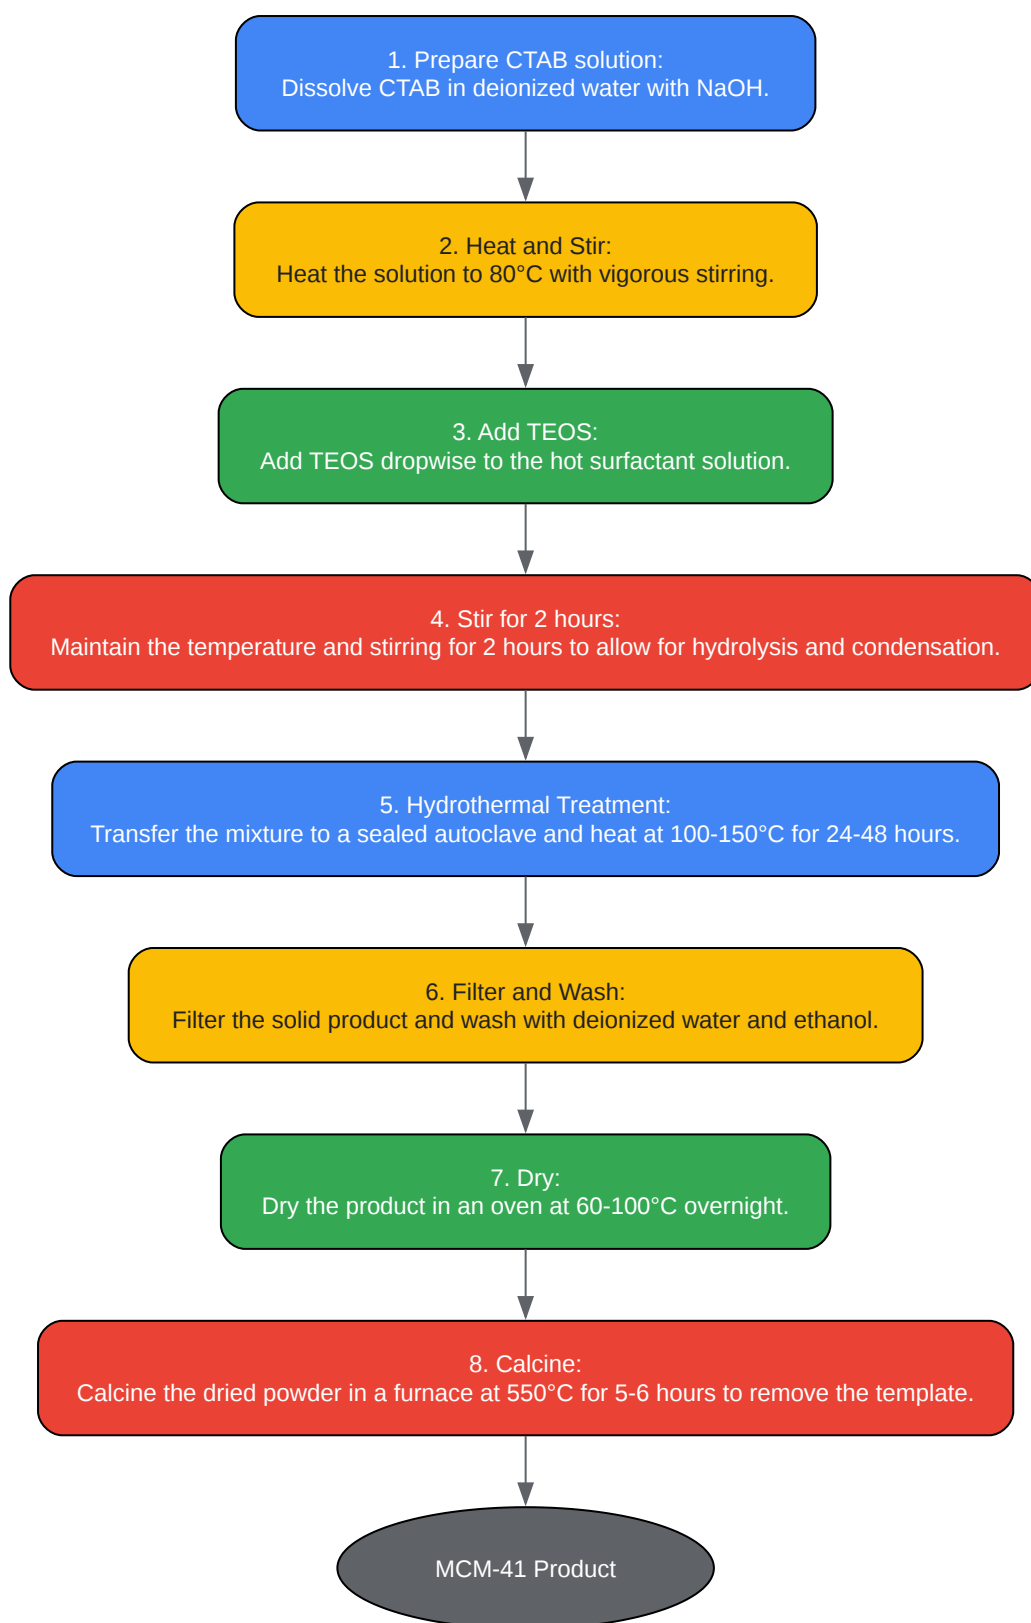 1. Prepare CTAB solution:
Dissolve CTAB in deionized water with NaOH.
2. Heat and Stir:
Heat the solution to 80°C with vigorous stirring.
3. Add TEOS:
Add TEOS dropwise to the hot surfactant solution.
4. Stir for 2 hours:
Maintain the temperature and stirring for 2 hours to allow for hydrolysis and condensation.
5. Hydrothermal Treatment:
Transfer the mixture to a sealed autoclave and heat at 100-150°C for 24-48 hours.
6. Filter and Wash:
Filter the solid product and wash with deionized water and ethanol.
7. Dry:
Dry the product in an oven at 60-100°C overnight.
8. Calcine:
Calcine the dried powder in a furnace at 550°C for 5-6 hours to remove the template.
MCM-41 Product